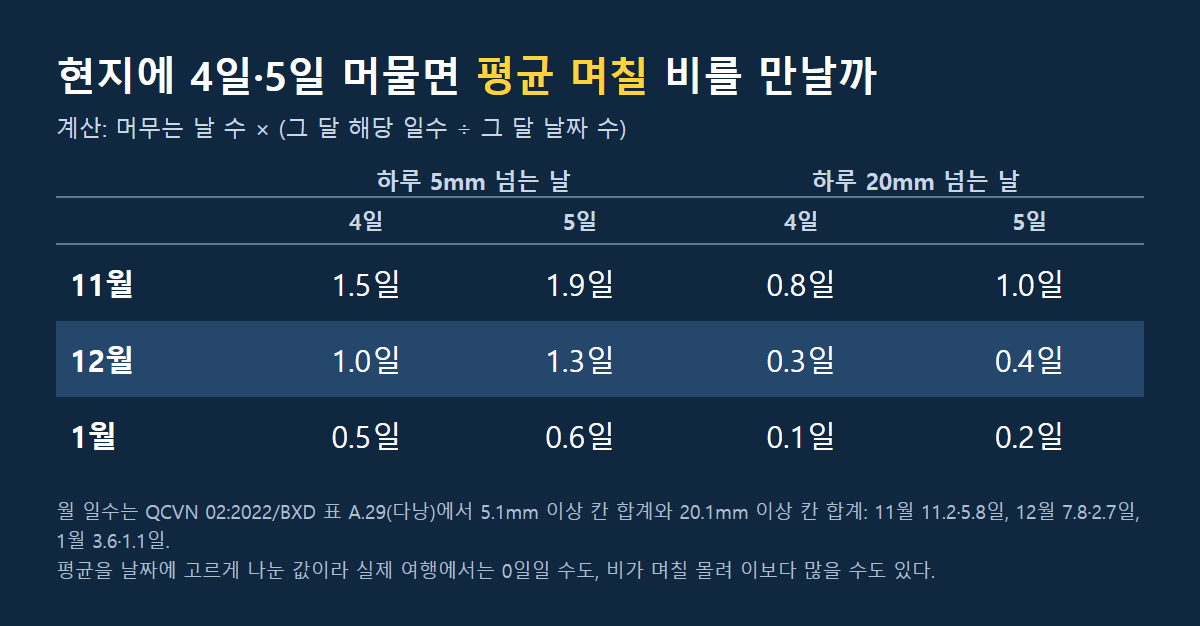 현지에 4일·5일 머물면 평균 며칠 비를 만날까
계산: 머무는 날 수 × (그 달 해당 일수 ÷ 그 달 날짜 수)
하루 5mm 넘는 날 하루 20mm 넘는 날
4일 5일 4일 5일
11월 1.5일 1.9일 0.8일 1.0일
12월 1.0일 1.3일 0.3일 0.4일
1월 0.5일 0.6일 0.1일 0.2일
월 일수는 QCVN 02:2022/BXD 표 A.29(다낭)에서 5.1mm 이상 칸 합계와 20.1mm 이상 칸 합계: 11월 11.2·5.8일, 12월 7.8·2.7일,
1월 3.6·1.1일.
평균을 날짜에 고르게 나눈 값이라 실제 여행에서는 0일일 수도, 비가 며칠 몰려 이보다 많을 수도 있다.